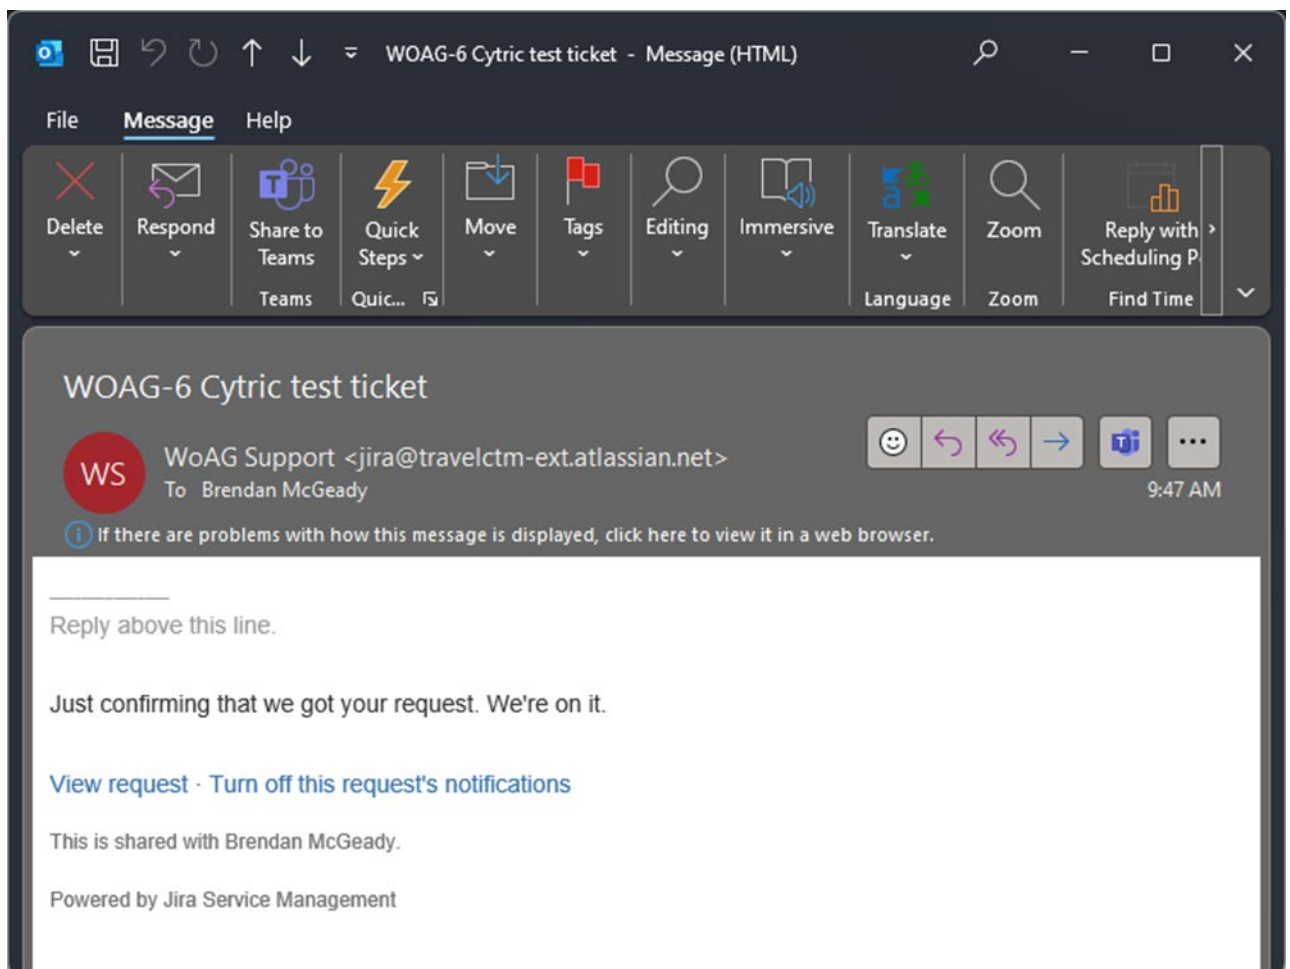 WOAG-6 Cytric test ticket - Message (HTML)
File Message Help
Delete Respond Share to Teams Quick Steps Move Tags Editing Immersive Translate Zoom Reply with Scheduling P
Teams Quic... Language Zoom Find Time
WOAG-6 Cytric test ticket
WS
WoAG Support <jira@travelctm-ext.atlassian.net>
To Brendan McGeady
9:47 AM
If there are problems with how this message is displayed, click here to view it in a web browser.
Reply above this line.
Just confirming that we got your request. We're on it.
View request · Turn off this request's notifications
This is shared with Brendan McGeady.
Powered by Jira Service Management